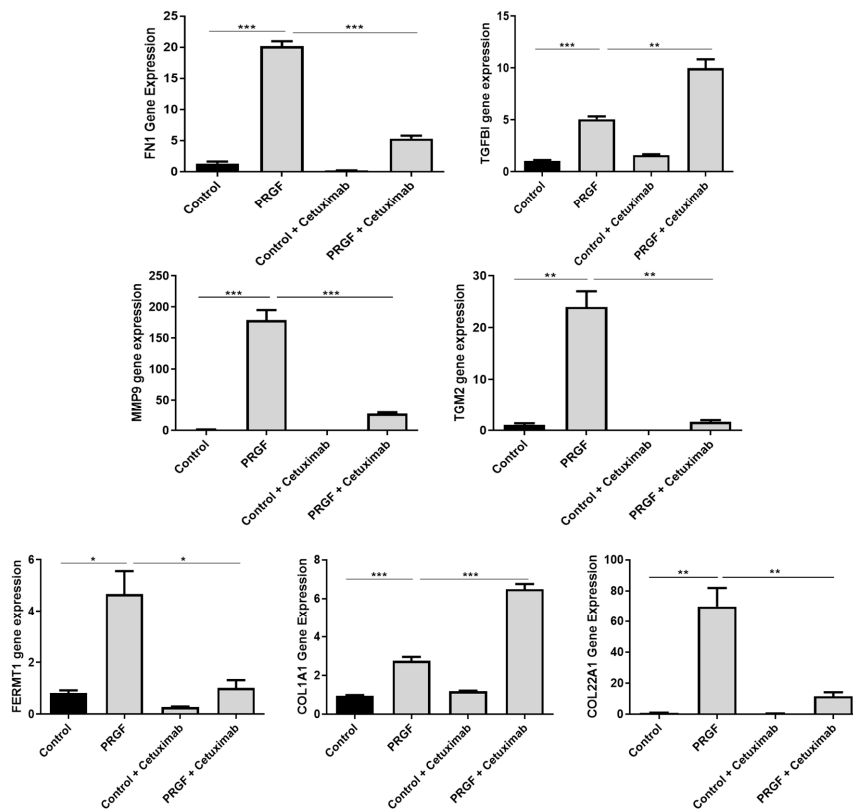 *** ***
FN1 Gene Expression
25
20
15
10
5
0
Control
PRGF
Control + Cetuximab
PRGF + Cetuximab
*** **
TGFBI gene expression
15
10
5
0
Control
PRGF
Control + Cetuximab
PRGF + Cetuximab
*** ***
MMP9 gene expression
250
200
150
100
50
0
Control
PRGF
Control + Cetuximab
PRGF + Cetuximab
** **
TGM2 gene expression
30
20
10
0
Control
PRGF
Control + Cetuximab
PRGF + Cetuximab
* *
FERMT1 gene expression
6
4
2
0
Control
PRGF
Control + Cetuximab
PRGF + Cetuximab
*** ***
COL1A1 Gene Expression
8
6
4
2
0
Control
PRGF
Control + Cetuximab
PRGF + Cetuximab
** **
COL22A1 Gene Expression
100
80
60
40
20
0
Control
PRGF
Control + Cetuximab
PRGF + Cetuximab